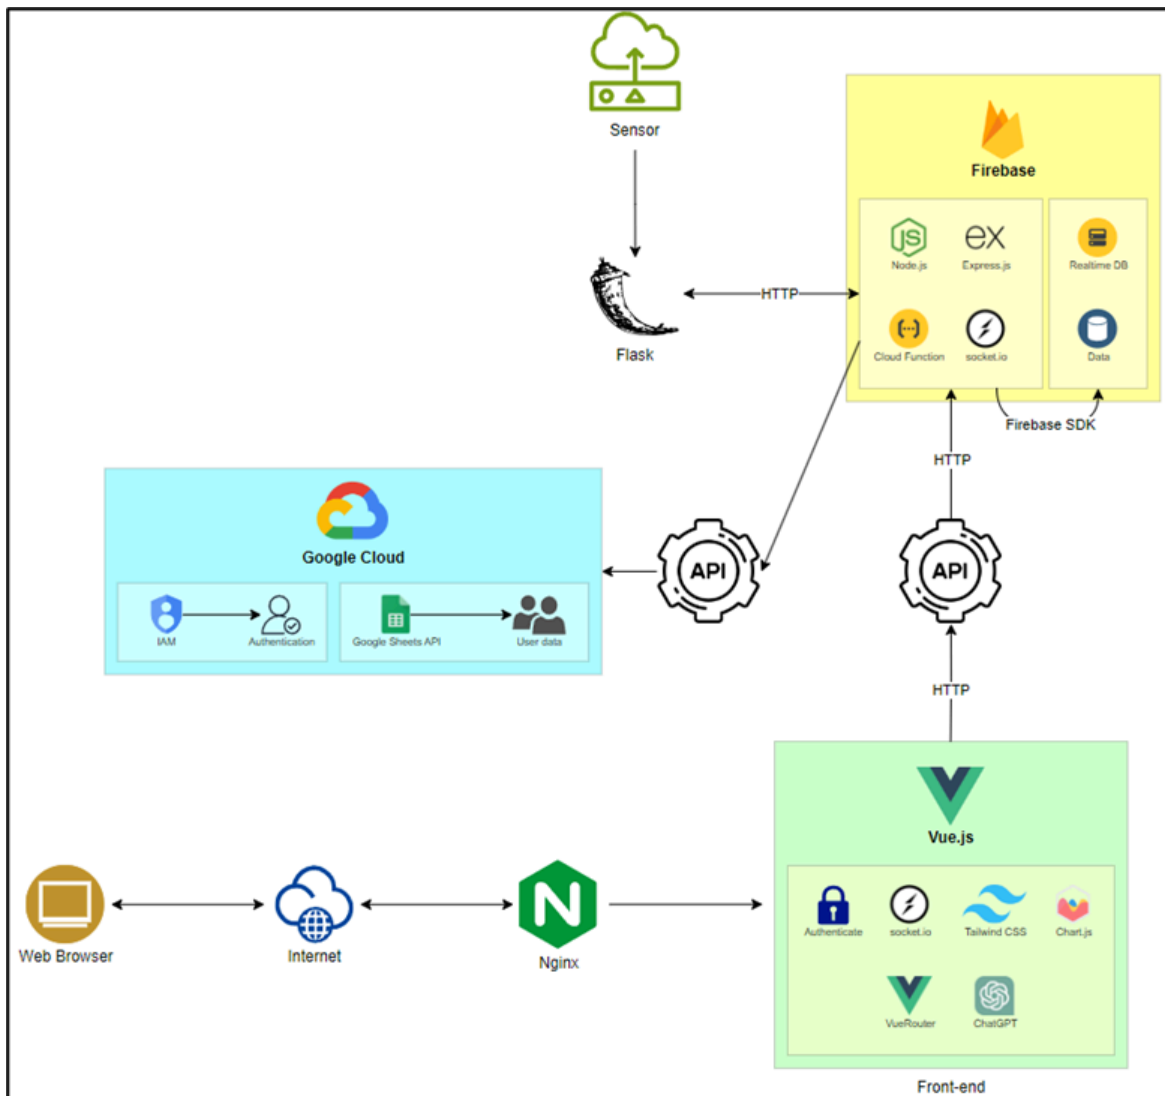 Sensor
Firebase
JS
Node.js
ex
Express.js
Realtime DB
HTTP
Flask
Cloud Function
socket.io
Data
Firebase SDK
HTTP
Google Cloud
API
API
IAM
Authentication
Google Sheets API
User data
HTTP
Vue.js
Web Browser
Internet
N
Nginx
Authenticate
socket.io
Tailwind CSS
Chart.js
VueRouter
ChatGPT
Front-end